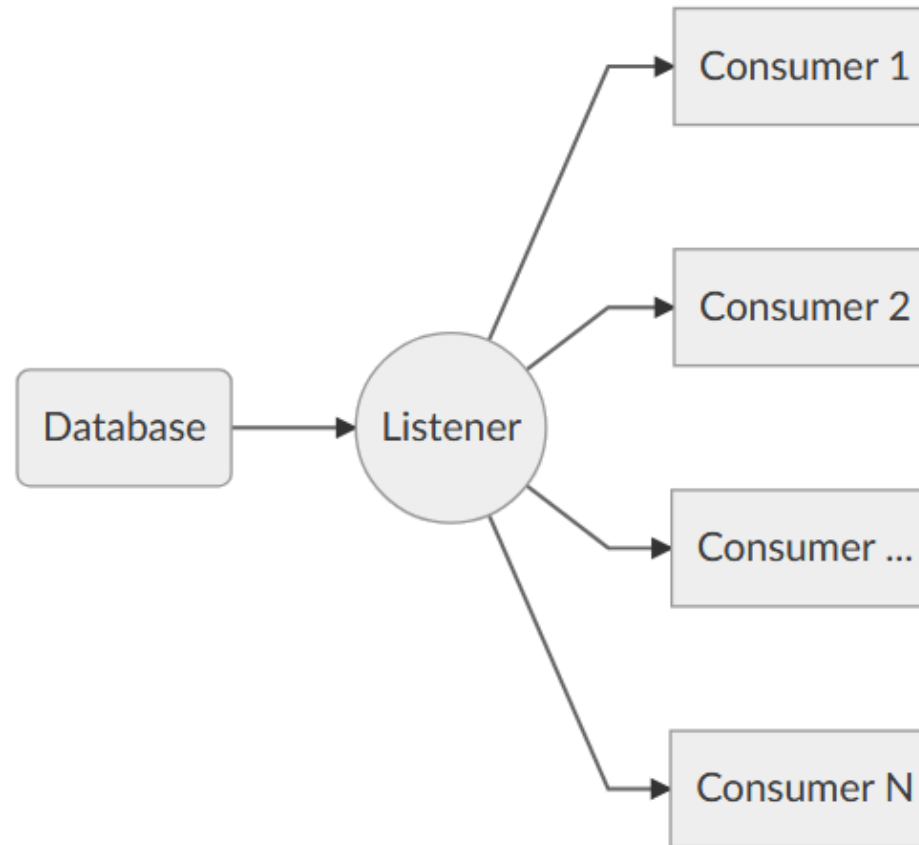 Consumer 1
Consumer 2
Database
Listener
Consumer ...
Consumer N